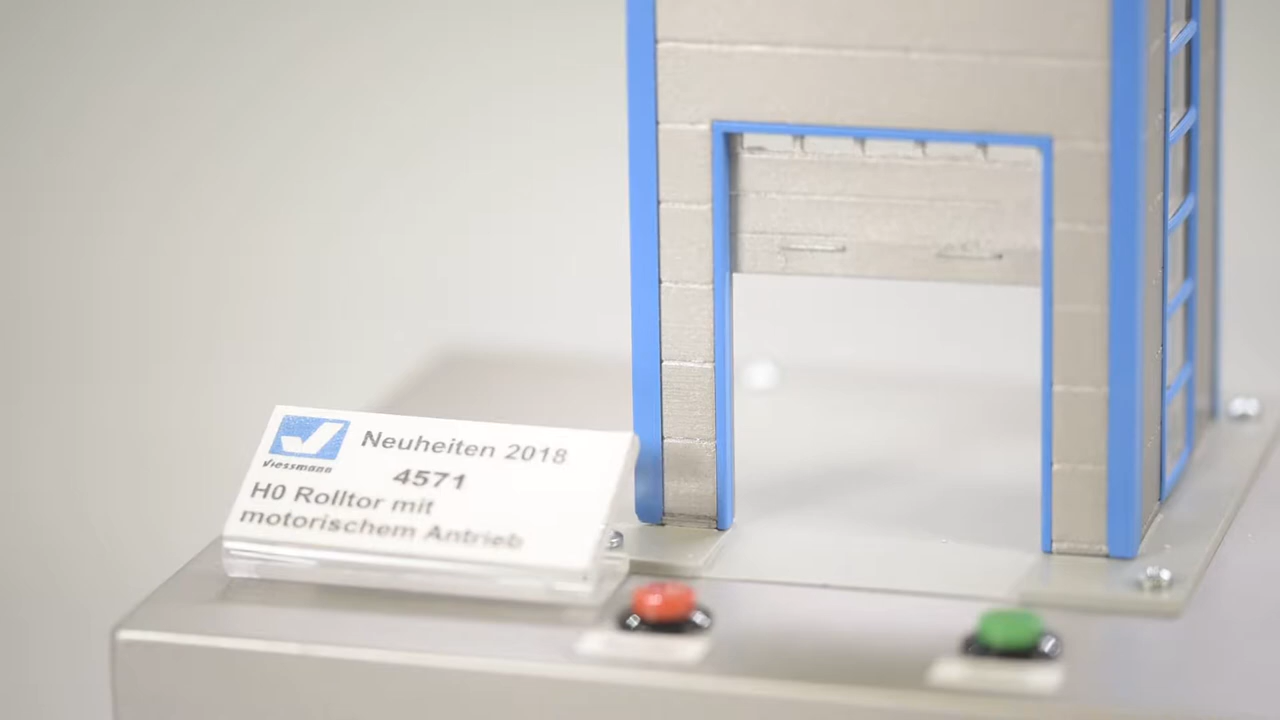 Viessmann
Neuheiten 2018
4571
H0 Rolltor mit
motorischem Antrieb